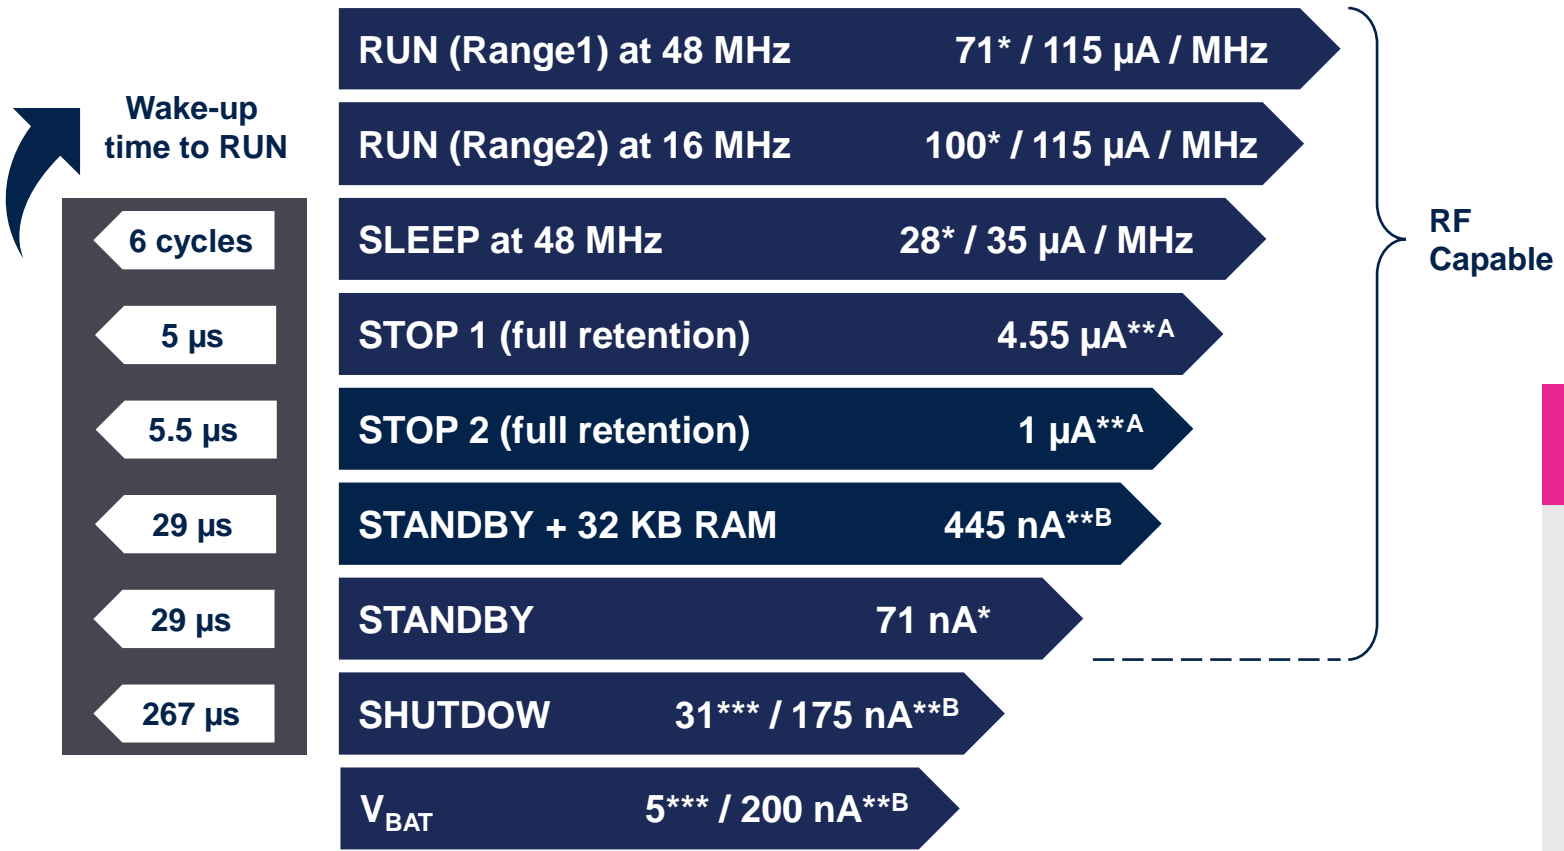 RUN (Range1) at 48 MHz 71* / 115 µA / MHz
Wake-up
time to RUN
RUN (Range2) at 16 MHz 100* / 115 µA / MHz
6 cycles SLEEP at 48 MHz 28* / 35 µA / MHz
RF
Capable
5 µs STOP 1 (full retention) 4.55 µA**A
5.5 µs STOP 2 (full retention) 1 µA**A
29 µs STANDBY + 32 KB RAM 445 nA**B
29 µs STANDBY 71 nA*
267 µs SHUTDOW 31*** / 175 nA**B
VBAT 5*** / 200 nA**B